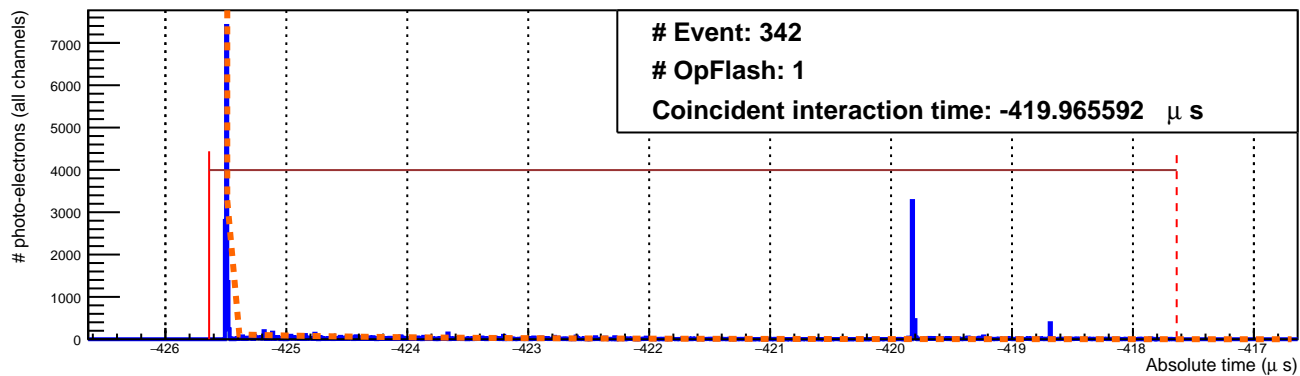 # Event: 342
# OpFlash: 1
Coincident interaction time: -419.965592 μ s
# photo-electrons (all channels)
7000
6000
5000
4000
3000
2000
1000
0
−426 −425 −424 −423 −422 −421 −420 −419 −418 −417
Absolute time (μ s)